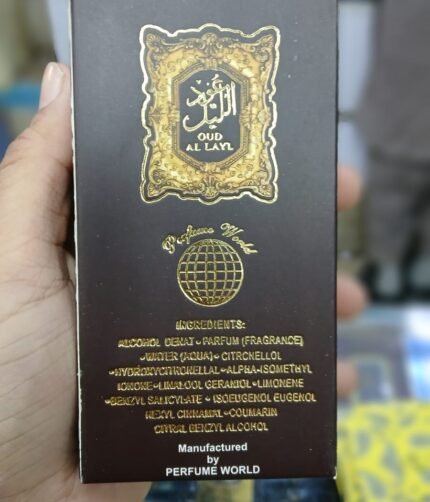 عود
الليل
OUD
AL LAYL
Perfume World
INGREDIENTS:
ALCOHOL DENAT - PARFUM (FRAGRANCE)
-WATER (AQUA) - CITRONELLOL
-HYDROXYCITRONELLAL - ALPHA-ISOMETHYL
IONONE - LINALOOL GERANIOL - LIMONENE
-BENZYL SALICYLATE - ISOEUGENOL EUGENOL
HEXYL CINNAMAL - COUMARIN
CITRAL BENZYL ALCOHOL
Manufactured
by
PERFUME WORLD